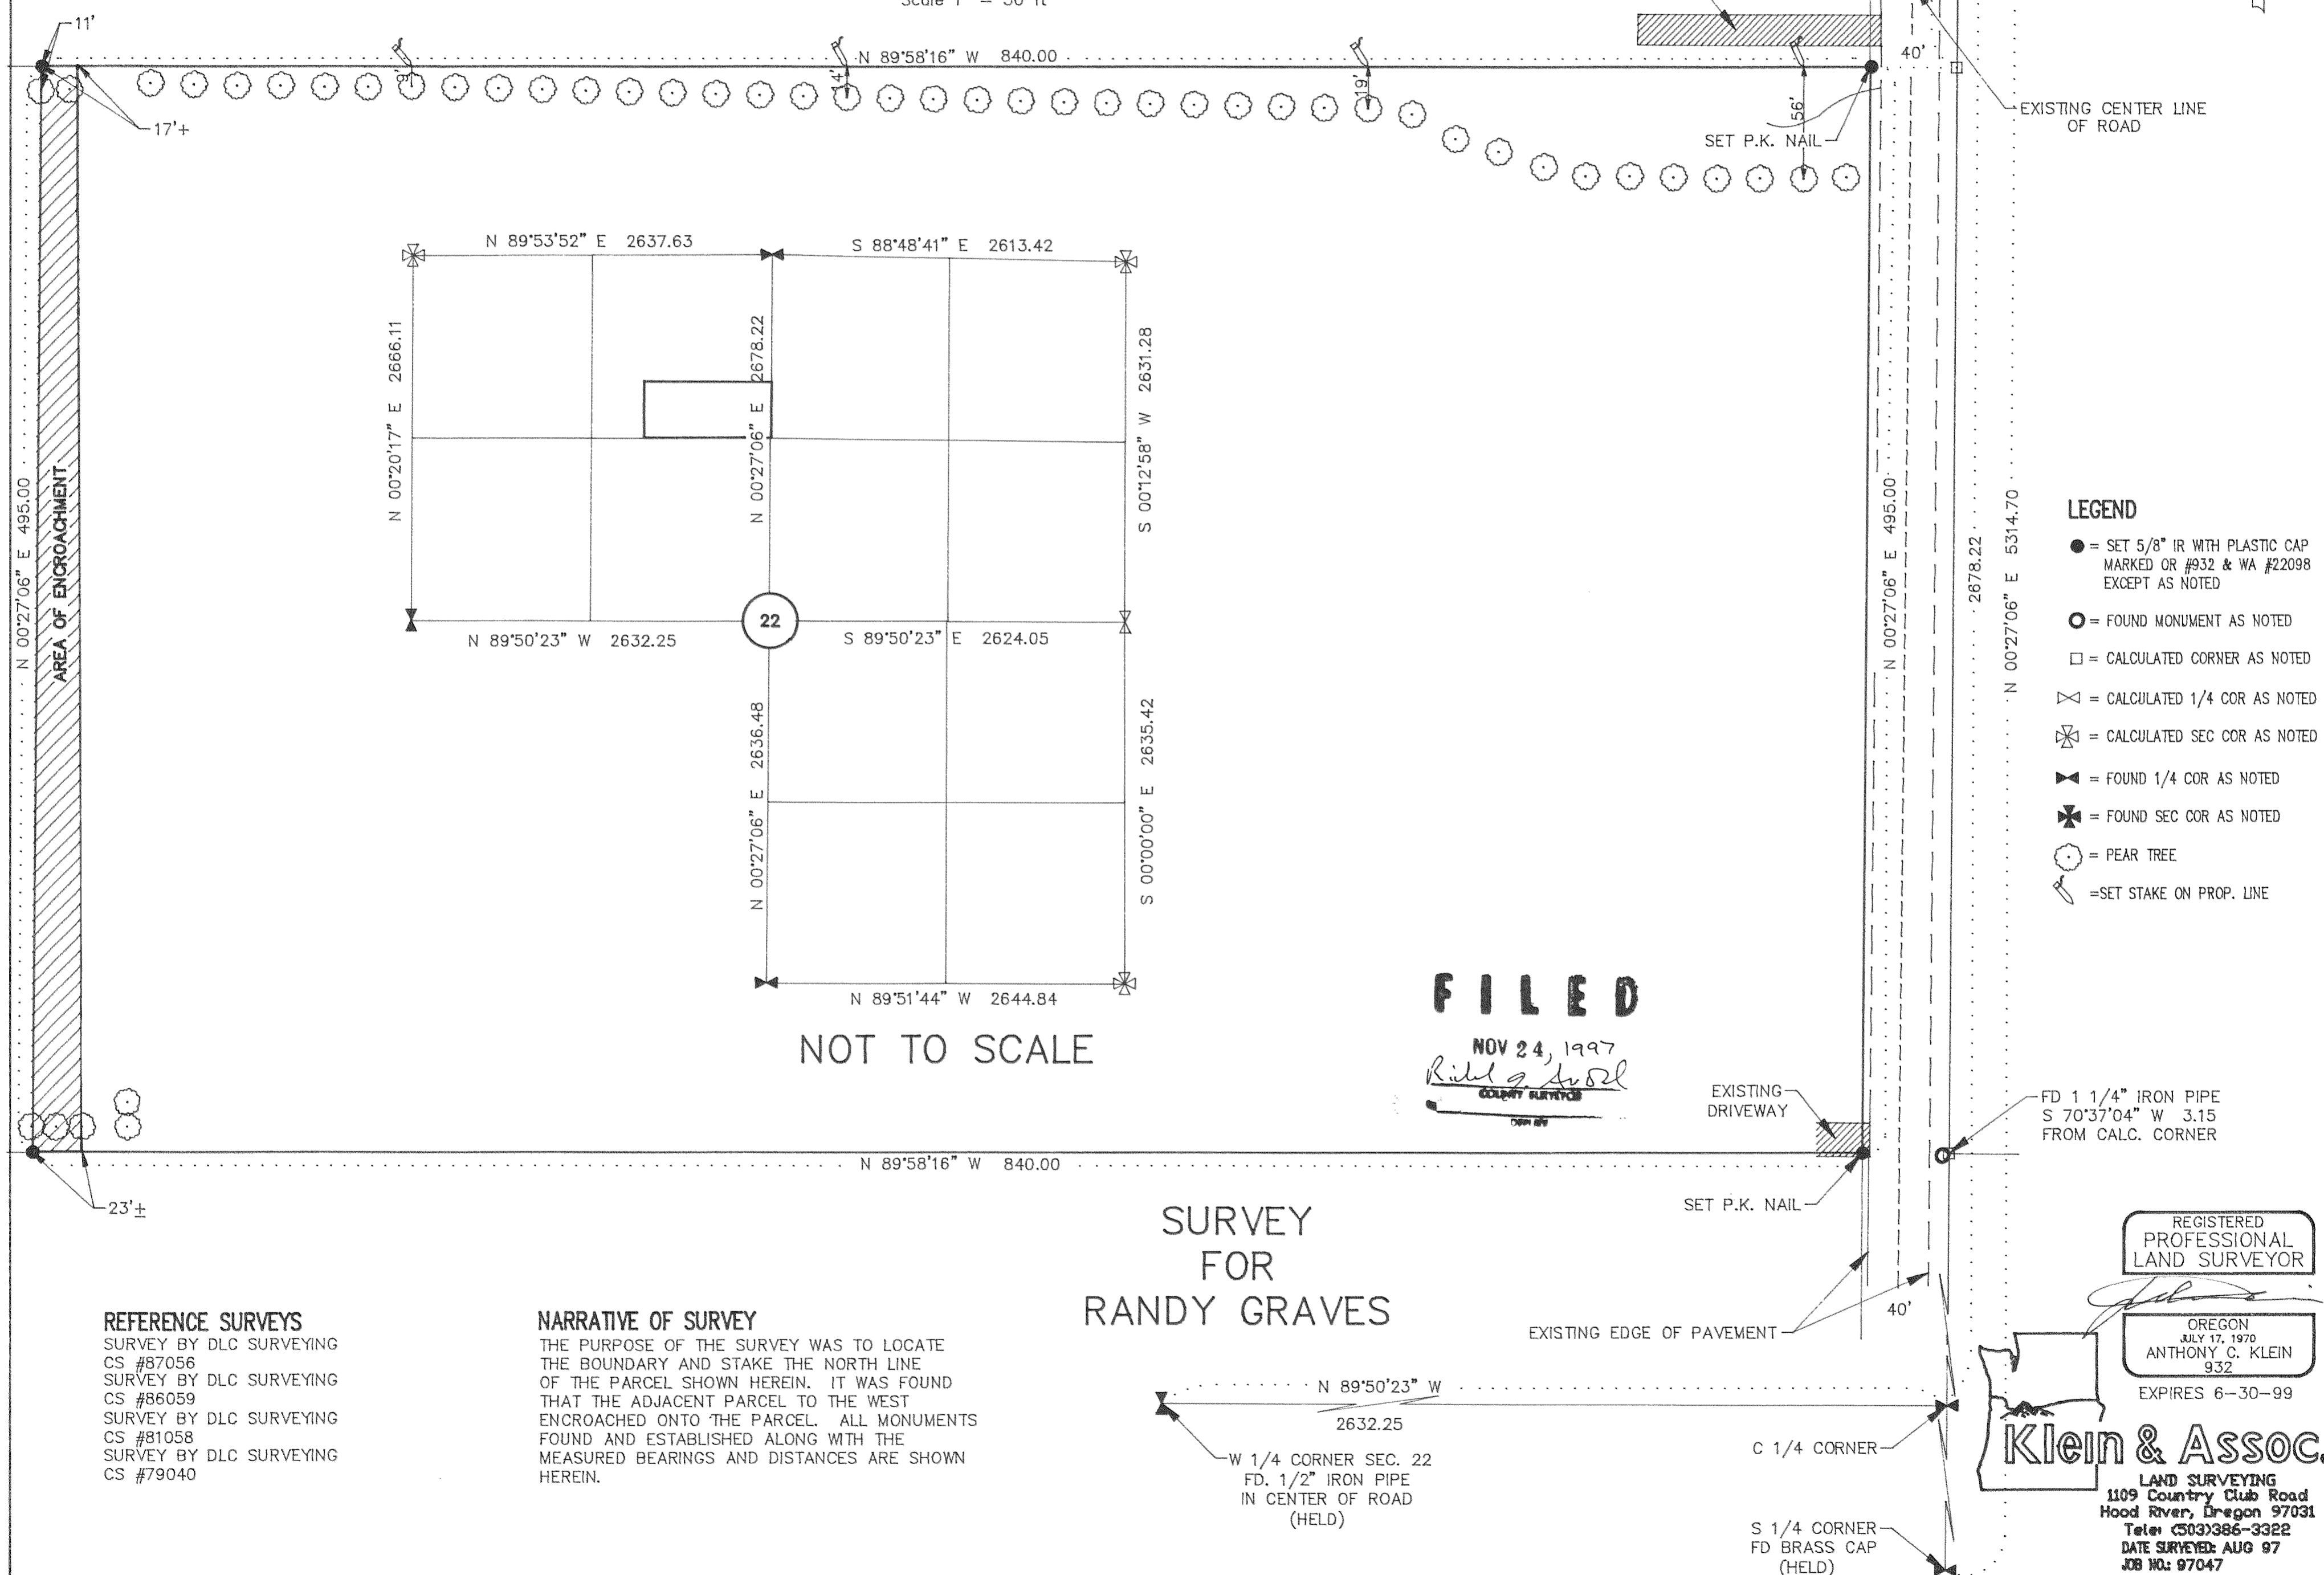 11'
N 89°58'16" W 840.00
40'
14'
19'
56'
17'+
SET P.K. NAIL
EXISTING CENTER LINE
OF ROAD
N 89°53'52" E 2637.63
S 88°48'41" E 2613.42
N 00°20'17" E 2666.11
N 00°27'06" E 2678.22
S 00°12'58" W 2631.28
22
N 89°50'23" W 2632.25
S 89°50'23" E 2624.05
N 00°27'06" E 2636.48
S 00°00'00" E 2635.42
N 89°51'44" W 2644.84
NOT TO SCALE
N 00°27'06" E 495.00
AREA OF ENCROACHMENT
N 00°27'06" E 495.00
2678.22
N 00°27'06" E 5314.70
LEGEND
= SET 5/8" IR WITH PLASTIC CAP
MARKED OR #932 & WA #22098
EXCEPT AS NOTED
= FOUND MONUMENT AS NOTED
= CALCULATED CORNER AS NOTED
= CALCULATED 1/4 COR AS NOTED
= CALCULATED SEC COR AS NOTED
= FOUND 1/4 COR AS NOTED
= FOUND SEC COR AS NOTED
= PEAR TREE
=SET STAKE ON PROP. LINE
FILED
NOV 24, 1997
COUNTY SURVEYOR
EXISTING
DRIVEWAY
FD 1 1/4" IRON PIPE
S 70°37'04" W 3.15
FROM CALC. CORNER
N 89°58'16" W 840.00
23'±
SET P.K. NAIL
SURVEY
FOR
RANDY GRAVES
EXISTING EDGE OF PAVEMENT
40'
REGISTERED
PROFESSIONAL
LAND SURVEYOR
OREGON
JULY 17, 1970
ANTHONY C. KLEIN
932
EXPIRES 6-30-99
REFERENCE SURVEYS
SURVEY BY DLC SURVEYING
CS #87056
SURVEY BY DLC SURVEYING
CS #86059
SURVEY BY DLC SURVEYING
CS #81058
SURVEY BY DLC SURVEYING
CS #79040
NARRATIVE OF SURVEY
THE PURPOSE OF THE SURVEY WAS TO LOCATE
THE BOUNDARY AND STAKE THE NORTH LINE
OF THE PARCEL SHOWN HEREIN. IT WAS FOUND
THAT THE ADJACENT PARCEL TO THE WEST
ENCROACHED ONTO THE PARCEL. ALL MONUMENTS
FOUND AND ESTABLISHED ALONG WITH THE
MEASURED BEARINGS AND DISTANCES ARE SHOWN
HEREIN.
N 89°50'23" W
2632.25
W 1/4 CORNER SEC. 22
FD. 1/2" IRON PIPE
IN CENTER OF ROAD
(HELD)
C 1/4 CORNER
S 1/4 CORNER
FD BRASS CAP
(HELD)
Klein & Assoc.
LAND SURVEYING
1109 Country Club Road
Hood River, Oregon 97031
Tele: (503)386-3322
DATE SURVEYED: AUG 97
JOB NO.: 97047